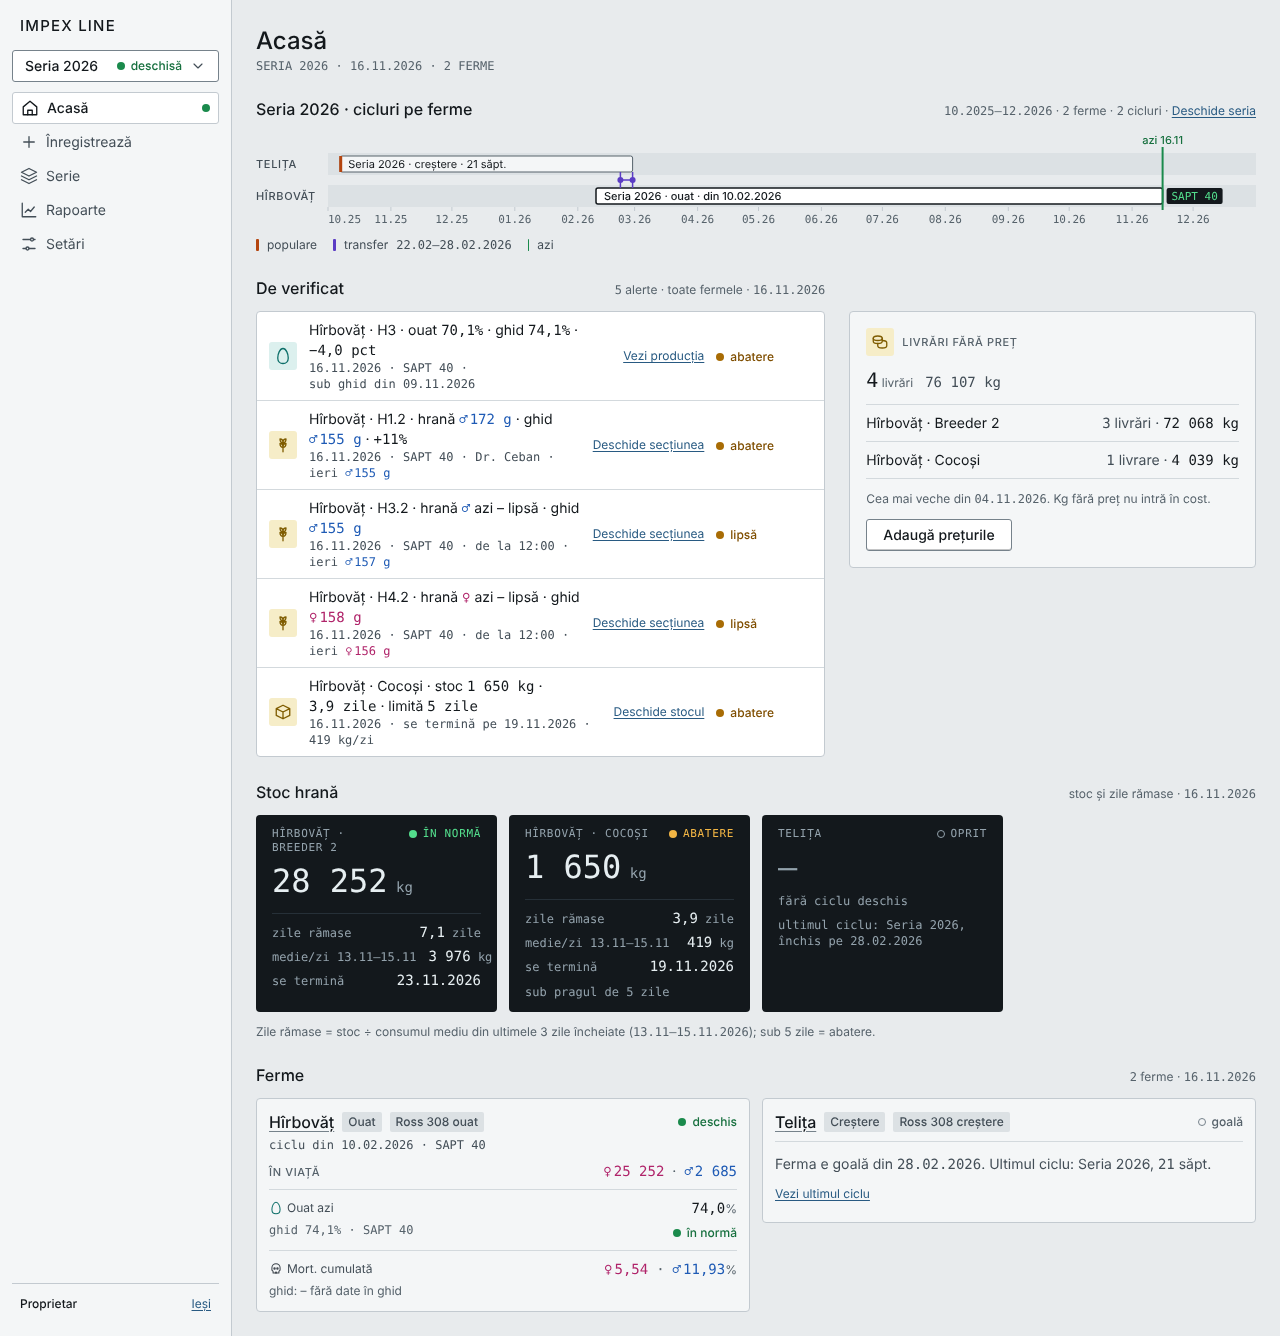 IMPEX LINE
Seria 2026 deschisă
Acasă
Înregistrează
Serie
Rapoarte
Setări
Proprietar Ieși
Acasă
SERIA 2026 · 16.11.2026 · 2 FERME
Seria 2026 · cicluri pe ferme
10.2025–12.2026 · 2 ferme · 2 cicluri · Deschide seria
azi 16.11
TELIȚA Seria 2026 · creștere · 21 săpt.
HÎRBOVĂȚ Seria 2026 · ouat · din 10.02.2026 SAPT 40
10.25 11.25 12.25 01.26 02.26 03.26 04.26 05.26 06.26 07.26 08.26 09.26 10.26 11.26 12.26
populare transfer 22.02–28.02.2026 azi
De verificat
5 alerte · toate fermele · 16.11.2026
Hîrbovăț · H3 · ouat 70,1% · ghid 74,1% ·
−4,0 pct
16.11.2026 · SAPT 40 ·
sub ghid din 09.11.2026
Vezi producția abatere
Hîrbovăț · H1.2 · hrană ♂172 g · ghid
♂155 g · +11%
16.11.2026 · SAPT 40 · Dr. Ceban ·
ieri ♂155 g
Deschide secțiunea abatere
Hîrbovăț · H3.2 · hrană ♂ azi – lipsă · ghid
♂155 g
16.11.2026 · SAPT 40 · de la 12:00 ·
ieri ♂157 g
Deschide secțiunea lipsă
Hîrbovăț · H4.2 · hrană ♀ azi – lipsă · ghid
♀158 g
16.11.2026 · SAPT 40 · de la 12:00 ·
ieri ♀156 g
Deschide secțiunea lipsă
Hîrbovăț · Cocoși · stoc 1 650 kg ·
3,9 zile · limită 5 zile
16.11.2026 · se termină pe 19.11.2026 ·
419 kg/zi
Deschide stocul abatere
LIVRĂRI FĂRĂ PREȚ
4 livrări 76 107 kg
Hîrbovăț · Breeder 2 3 livrări · 72 068 kg
Hîrbovăț · Cocoși 1 livrare · 4 039 kg
Cea mai veche din 04.11.2026. Kg fără preț nu intră în cost.
Adaugă prețurile
Stoc hrană
stoc și zile rămase · 16.11.2026
HÎRBOVĂȚ ·
BREEDER 2
ÎN NORMĂ
28 252 kg
zile rămase 7,1 zile
medie/zi 13.11–15.11 3 976 kg
se termină 23.11.2026
HÎRBOVĂȚ · COCOȘI ABATERE
1 650 kg
zile rămase 3,9 zile
medie/zi 13.11–15.11 419 kg
se termină 19.11.2026
sub pragul de 5 zile
TELIȚA OPRIT
—
fără ciclu deschis
ultimul ciclu: Seria 2026,
închis pe 28.02.2026
Zile rămase = stoc ÷ consumul mediu din ultimele 3 zile încheiate (13.11–15.11.2026); sub 5 zile = abatere.
Ferme
2 ferme · 16.11.2026
Hîrbovăț Ouat Ross 308 ouat deschis
ciclu din 10.02.2026 · SAPT 40
ÎN VIAȚĂ ♀25 252 · ♂2 685
Ouat azi 74,0%
ghid 74,1% · SAPT 40 în normă
Mort. cumulată ♀5,54 · ♂11,93%
ghid: – fără date în ghid
Telița Creștere Ross 308 creștere goală
Ferma e goală din 28.02.2026. Ultimul ciclu: Seria 2026, 21 săpt.
Vezi ultimul ciclu